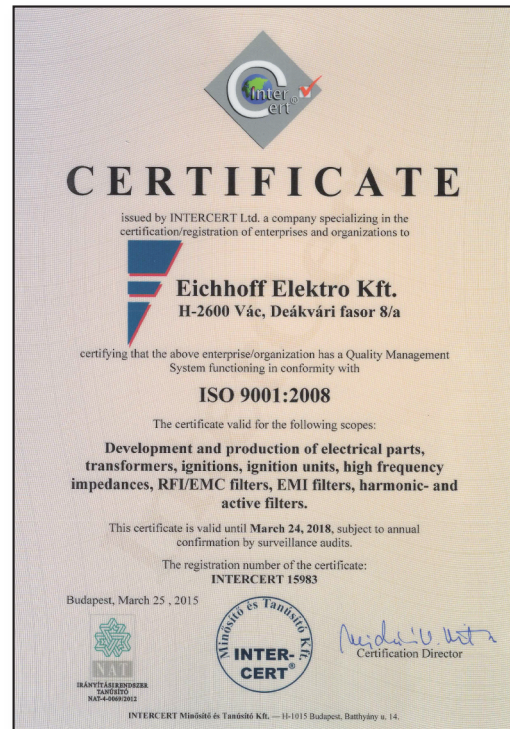 Inter
Cert®
CERTIFICATE
issued by INTERCERT Ltd. a company specializing in the
certification/registration of enterprises and organizations to
Eichhoff Elektro Kft.
H-2600 Vác, Deákvári fasor 8/a
certifying that the above enterprise/organization has a Quality Management
System functioning in conformity with
ISO 9001:2008
The certificate valid for the following scopes:
Development and production of electrical parts,
transformers, ignitions, ignition units, high frequency
impedances, RFI/EMC filters, EMI filters, harmonic- and
active filters.
This certificate is valid until March 24, 2018, subject to annual
confirmation by surveillance audits.
The registration number of the certificate:
INTERCERT 15983
Budapest, March 25 , 2015
NAT
IRÁNYÍTÁSIRENDSZER
TANÚSÍTÓ
NAT-4-0069/2012
Minősítő és Tanúsító Kft.
INTER-
CERT®
Certification Director
INTERCERT Minősítő és Tanúsító Kft. — H-1015 Budapest, Batthyány u. 14.